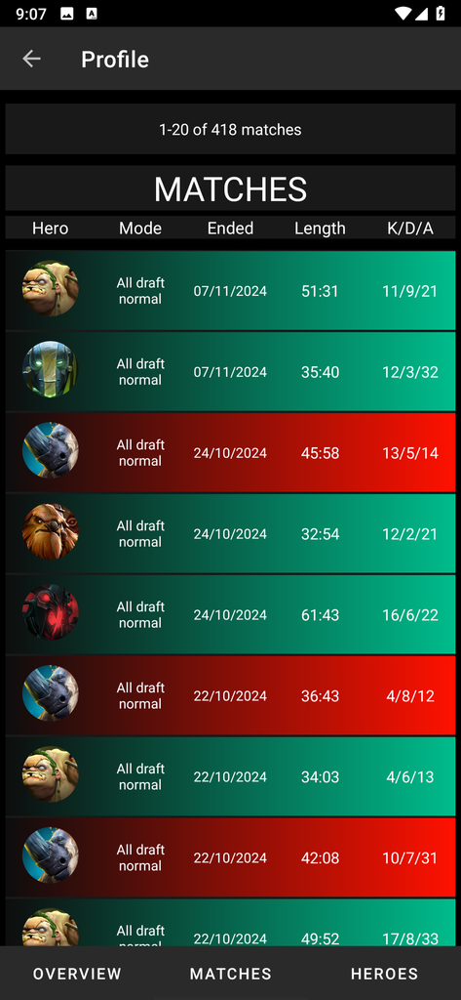 9:07
Profile
1-20 of 418 matches
MATCHES
Hero Mode Ended Length K/D/A
All draft
normal 07/11/2024 51:31 11/9/21
All draft
normal 07/11/2024 35:40 12/3/32
All draft
normal 24/10/2024 45:58 13/5/14
All draft
normal 24/10/2024 32:54 12/2/21
All draft
normal 24/10/2024 61:43 16/6/22
All draft
normal 22/10/2024 36:43 4/8/12
All draft
normal 22/10/2024 34:03 4/6/13
All draft
normal 22/10/2024 42:08 10/7/31
All draft
normal 22/10/2024 49:52 17/8/33
OVERVIEW MATCHES HEROES